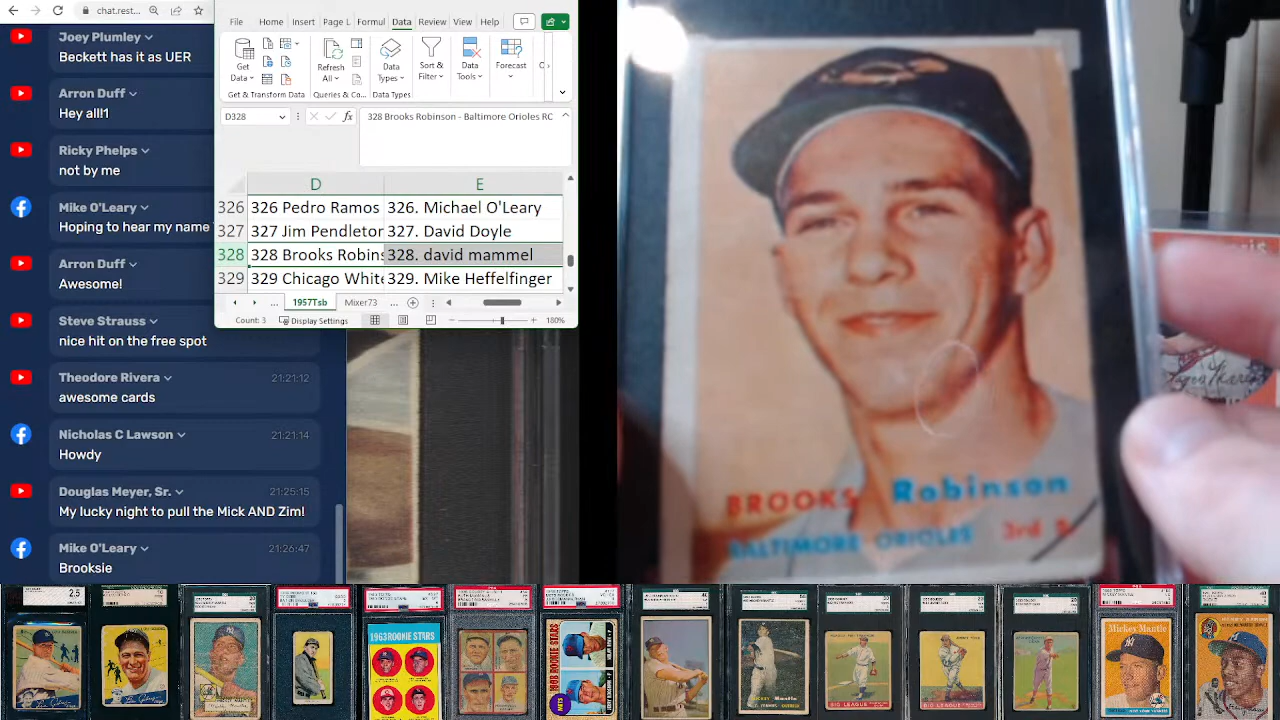 chat.rest...
Joey Plumley
Beckett has it as UER
Arron Duff
Hey all!1
Ricky Phelps
not by me
Mike O'Leary
Hoping to hear my name
Arron Duff
Awesome!
Steve Strauss
nice hit on the free spot
Theodore Rivera 21:21:12
awesome cards
Nicholas C Lawson 21:21:14
Howdy
Douglas Meyer, Sr. 21:25:15
My lucky night to pull the Mick AND Zim!
Mike O'Leary 21:26:47
Brooksie
File Home Insert Page L Formul Data Review View Help
Get Data
Refresh All
Data Types
Sort & Filter
Data Tools
Forecast
Get & Transform Data Queries & Co... Data Types
D328 fx 328 Brooks Robinson - Baltimore Orioles RC
D E
326 326 Pedro Ramos 326. Michael O'Leary
327 327 Jim Pendleton 327. David Doyle
328 328 Brooks Robins 328. david mammel
329 329 Chicago White 329. Mike Heffelfinger
... 1957Tsb Mixer73 ...
Count: 3 Display Settings 180%
BROOKS Robinson
BALTIMORE ORIOLES 3rd B
1963 ROOKIE STARS
1968 ROOKIE STARS
METS
Mickey Mantle
BIG LEAGUE
BIG LEAGUE
Mickey Mantle